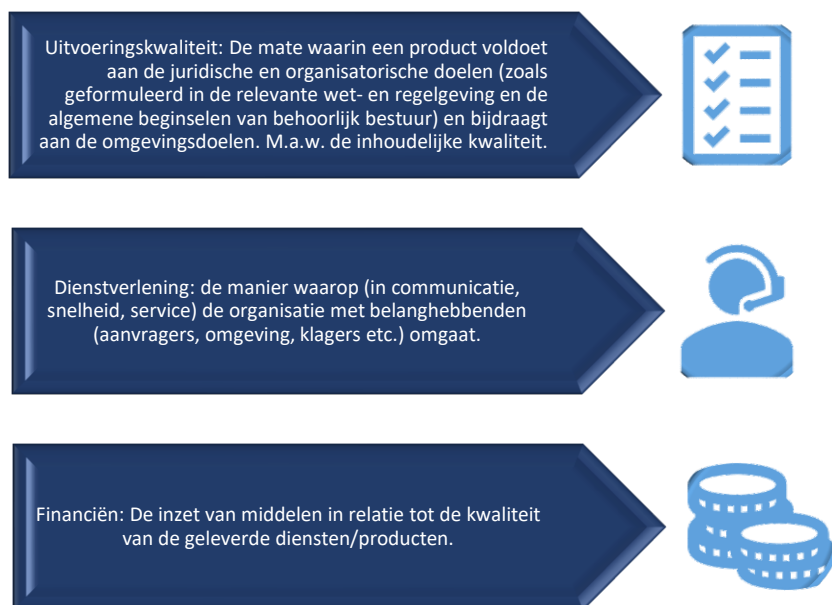 Uitvoeringskwaliteit: De mate waarin een product voldoet
aan de juridische en organisatorische doelen (zoals
geformuleerd in de relevante wet- en regelgeving en de
algemene beginselen van behoorlijk bestuur) en bijdraagt
aan de omgevingsdoelen. M.a.w. de inhoudelijke kwaliteit.
Dienstverlening: de manier waarop (in communicatie,
snelheid, service) de organisatie met belanghebbenden
(aanvragers, omgeving, klagers etc.) omgaat.
Financiën: De inzet van middelen in relatie tot de kwaliteit
van de geleverde diensten/producten.